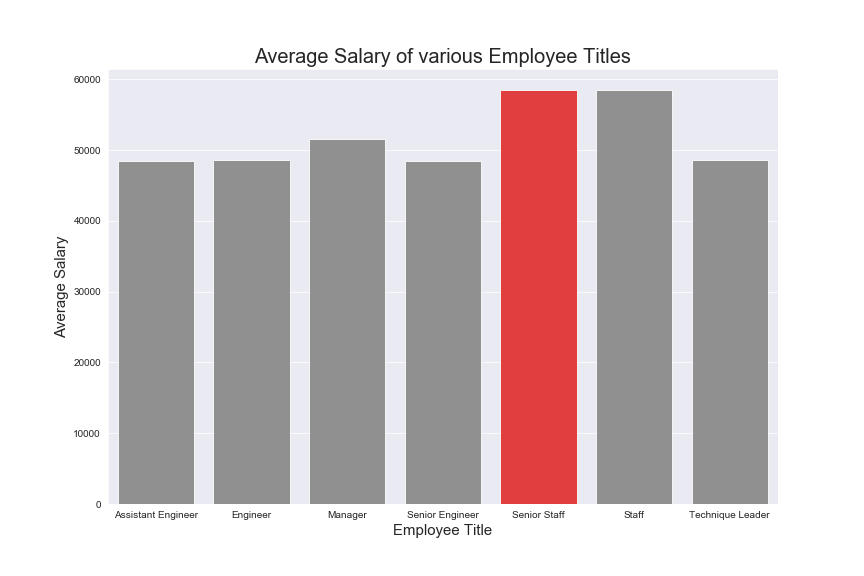 Average Salary of various Employee Titles
60000
50000
40000
30000
20000
10000
0
Average Salary
Assistant Engineer
Engineer
Manager
Senior Engineer
Senior Staff
Staff
Technique Leader
Employee Title